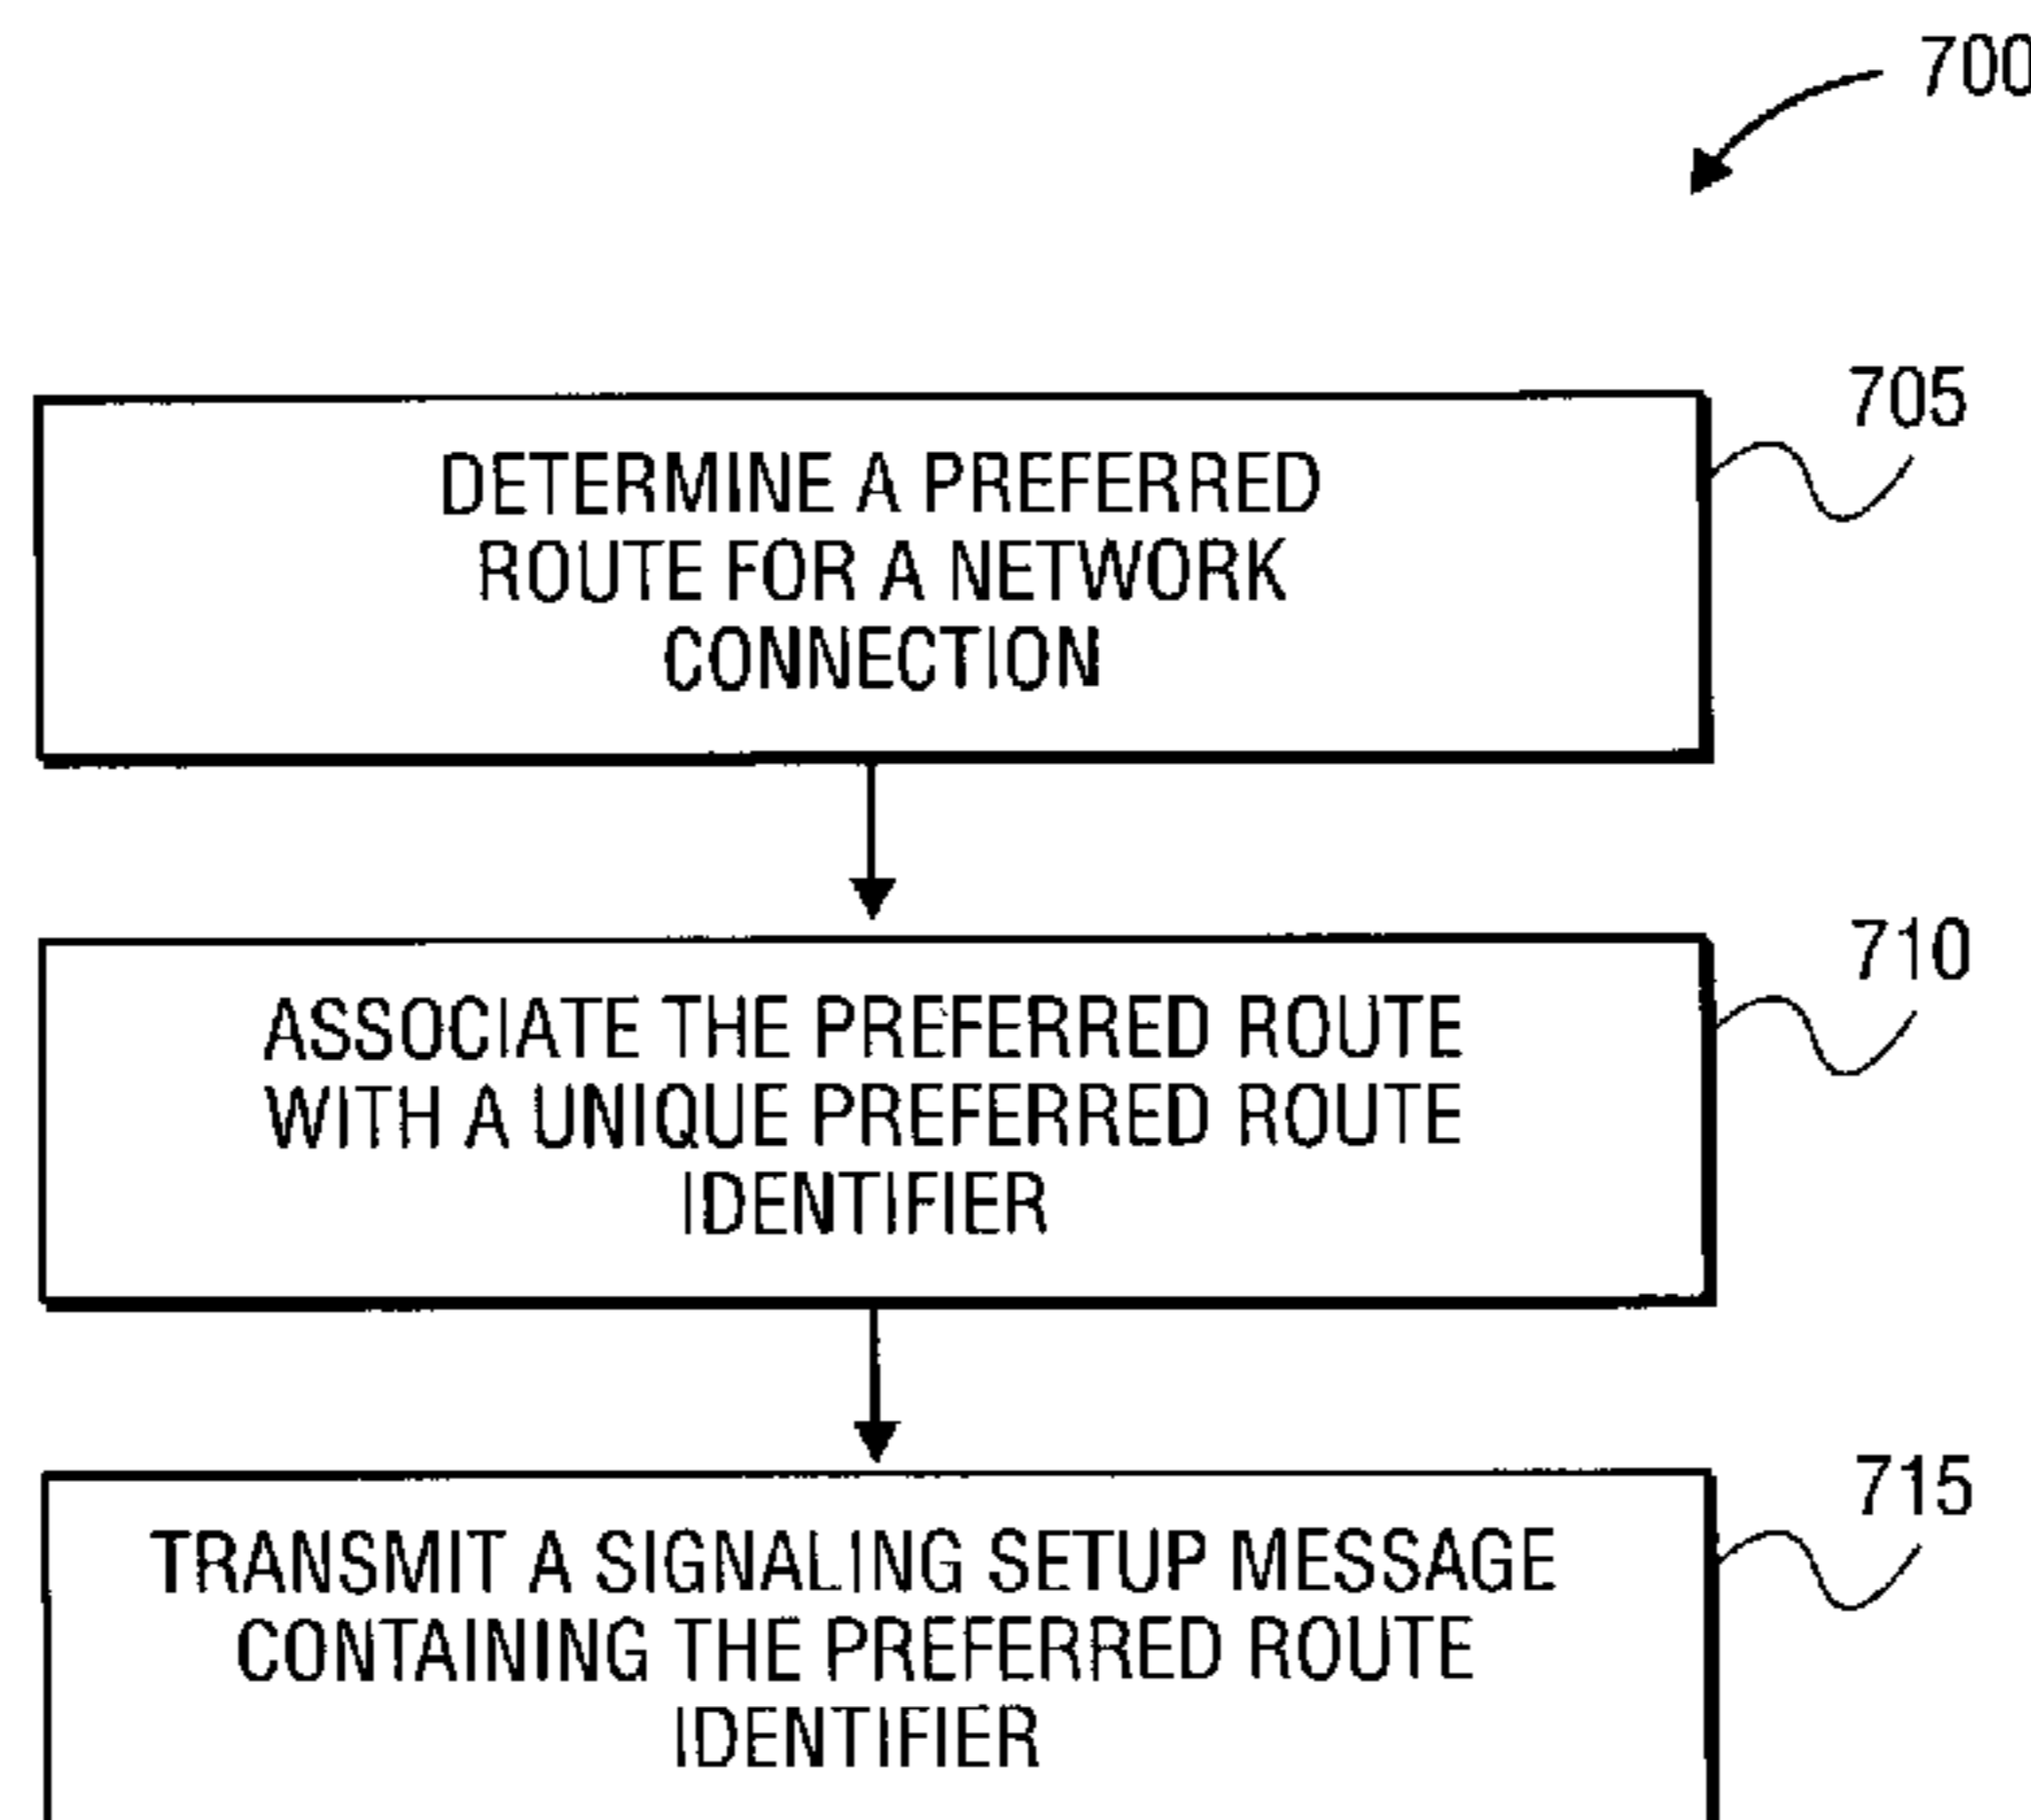 700
705
DETERMINE A PREFERRED
ROUTE FOR A NETWORK
CONNECTION
710
ASSOCIATE THE PREFERRED ROUTE
WITH A UNIQUE PREFERRED ROUTE
IDENTIFIER
715
TRANSMIT A SIGNALING SETUP MESSAGE
CONTAINING THE PREFERRED ROUTE
IDENTIFIER